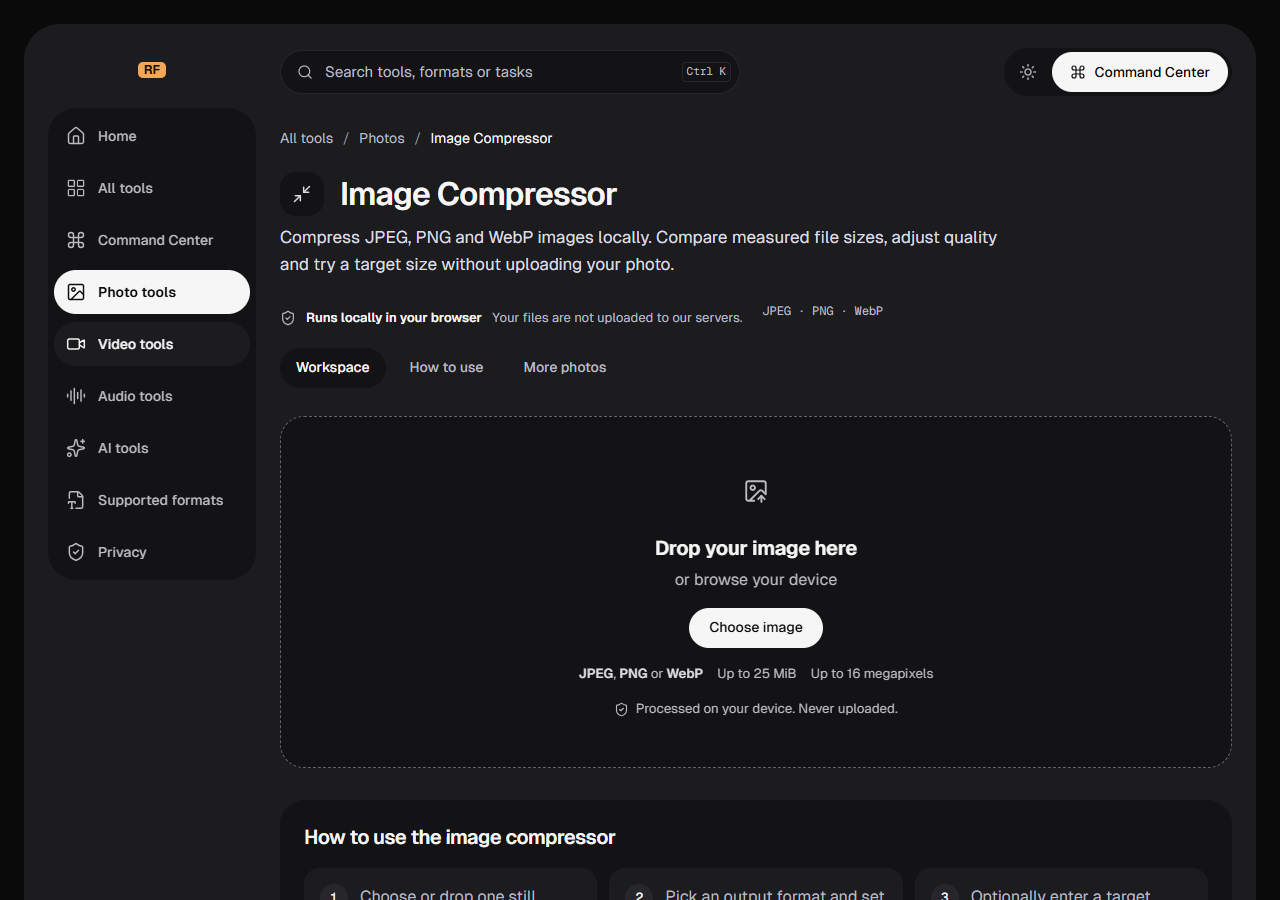 RF
Search tools, formats or tasks
Ctrl K
Command Center
Home
All tools
Command Center
Photo tools
Video tools
Audio tools
AI tools
Supported formats
Privacy
All tools / Photos / Image Compressor
Image Compressor
Compress JPEG, PNG and WebP images locally. Compare measured file sizes, adjust quality
and try a target size without uploading your photo.
Runs locally in your browser Your files are not uploaded to our servers. JPEG · PNG · WebP
Workspace How to use More photos
Drop your image here
or browse your device
Choose image
JPEG, PNG or WebP Up to 25 MiB Up to 16 megapixels
Processed on your device. Never uploaded.
How to use the image compressor
1 Choose or drop one still
2 Pick an output format and set
3 Optionally enter a target